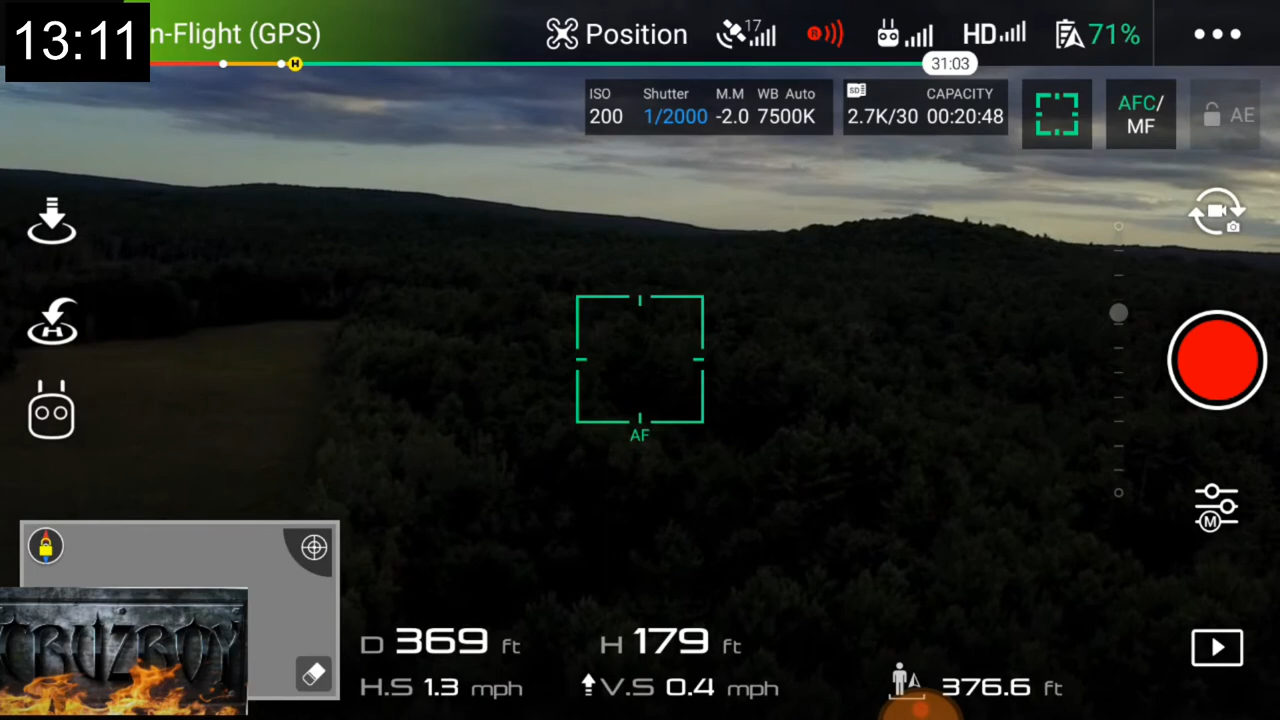 13:11
n-Flight (GPS)
Position
17
R
HD
71%
H
31:03
ISO Shutter M.M WB Auto
200 1/2000 -2.0 7500K
SD
CAPACITY
2.7K/30 00:20:48
AFC/
MF
AE
H
AF
M
CRUZBOY
D 369 ft
H 179 ft
H.S 1.3 mph
V.S 0.4 mph
376.6 ft